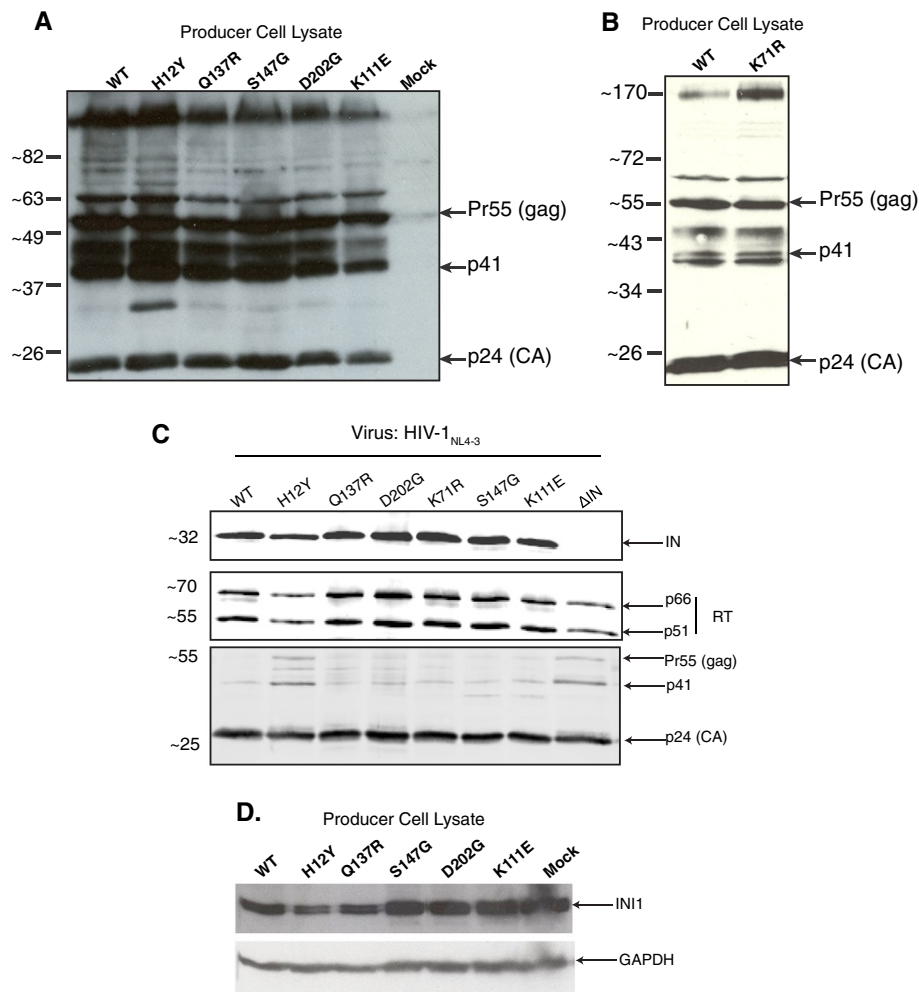 A
Producer Cell Lysate
WT H12Y Q137R S147G D202G K111E Mock
~82
~63
~49
~37
~26
Pr55 (gag)
p41
p24 (CA)
B
Producer Cell Lysate
WT K71R
~170
~72
~55
~43
~34
~26
Pr55 (gag)
p41
p24 (CA)
C
Virus: HIV-1NL4-3
WT H12Y Q137R D202G K71R S147G K111E ΔIN
~32
IN
~70
~55
p66
p51
RT
~55
~25
Pr55 (gag)
p41
p24 (CA)
D.
Producer Cell Lysate
WT H12Y Q137R S147G D202G K111E Mock
INI1
GAPDH